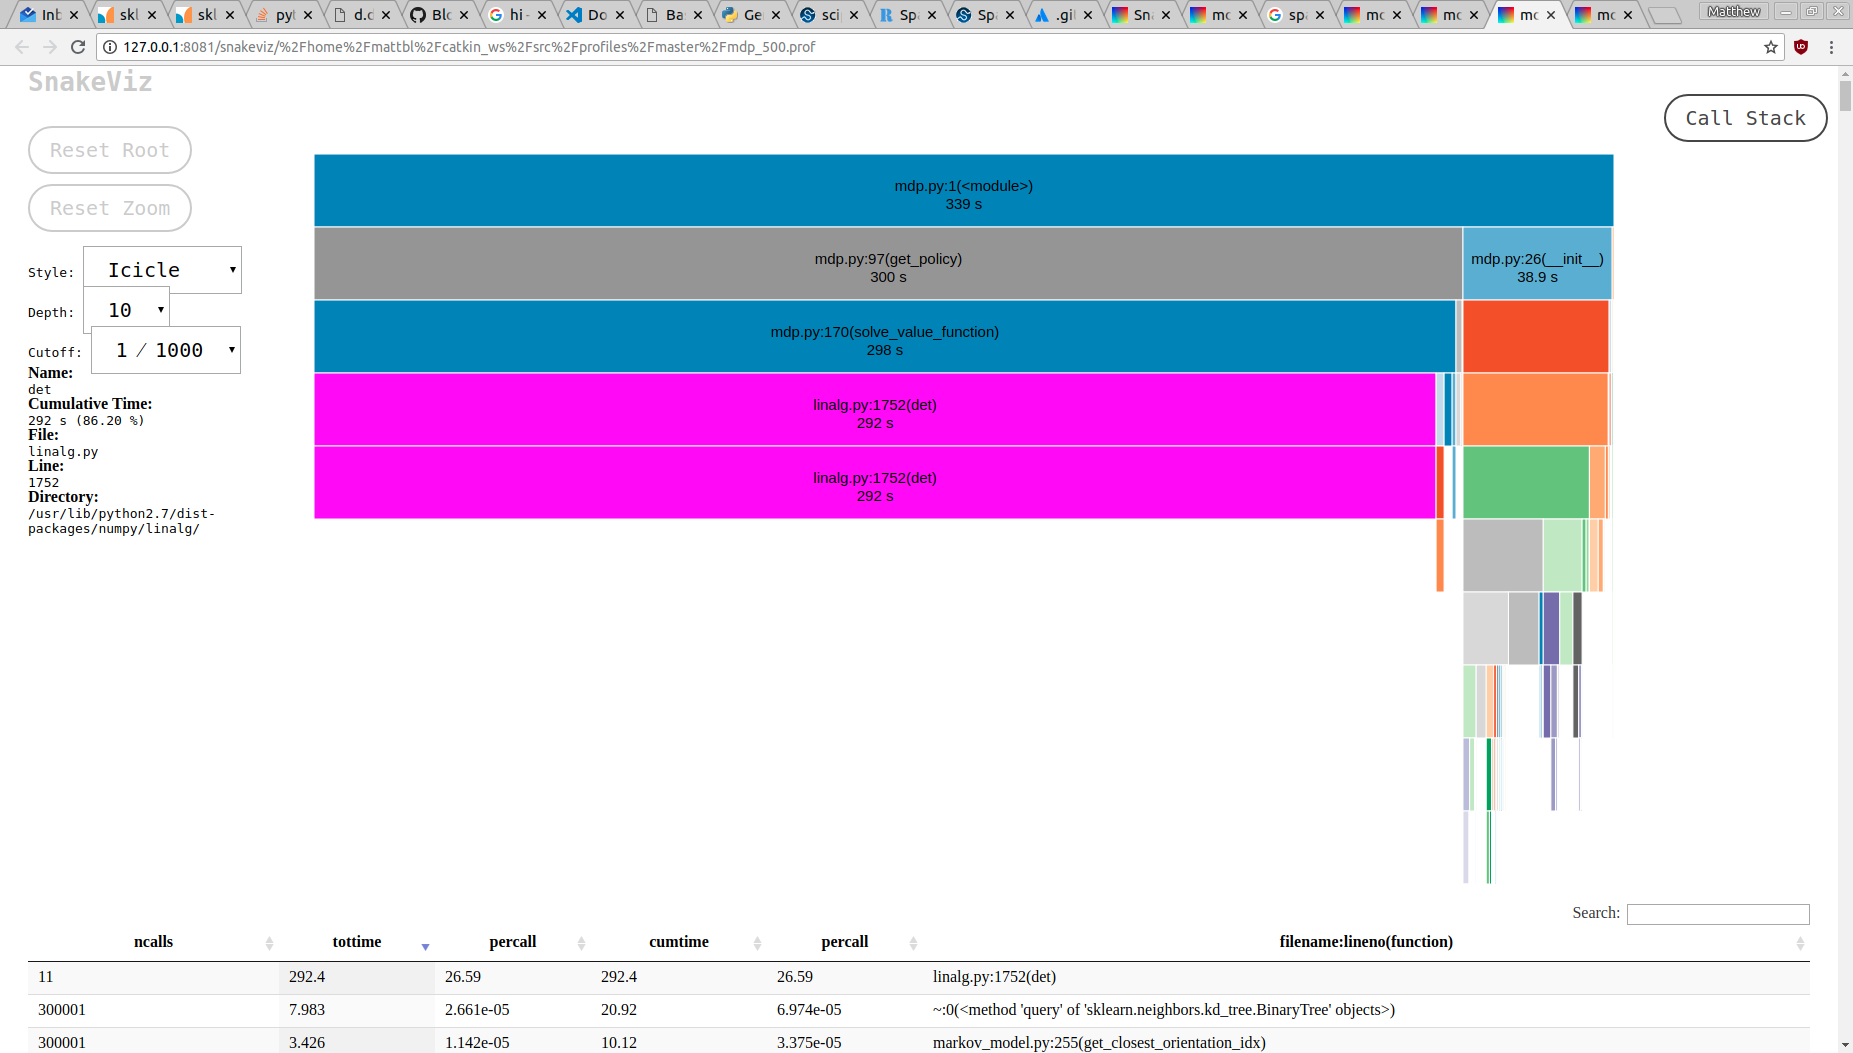 Inb
skl
skl
pyt
d.d
Blo
hi -
Do
Ba
Ge
sci
Spa
Spa
.gi
Sn
mc
spa
mc
mc
mc
mc
Matthew
127.0.0.1:8081/snakeviz/%2Fhome%2Fmattbl%2Fcatkin_ws%2Fsrc%2Fprofiles%2Fmaster%2Fmdp_500.prof
SnakeViz
Call Stack
Reset Root
Reset Zoom
Style: Icicle
Depth: 10
Cutoff: 1 / 1000
Name:
det
Cumulative Time:
292 s (86.20 %)
File:
linalg.py
Line:
1752
Directory:
/usr/lib/python2.7/dist-
packages/numpy/linalg/
mdp.py:1(<module>)
339 s
mdp.py:97(get_policy)
300 s
mdp.py:26(__init__)
38.9 s
mdp.py:170(solve_value_function)
298 s
linalg.py:1752(det)
292 s
linalg.py:1752(det)
292 s
Search:
ncalls tottime percall cumtime percall filename:lineno(function)
11 292.4 26.59 292.4 26.59 linalg.py:1752(det)
300001 7.983 2.661e-05 20.92 6.974e-05 ~:0(<method 'query' of 'sklearn.neighbors.kd_tree.BinaryTree' objects>)
300001 3.426 1.142e-05 10.12 3.375e-05 markov_model.py:255(get_closest_orientation_idx)